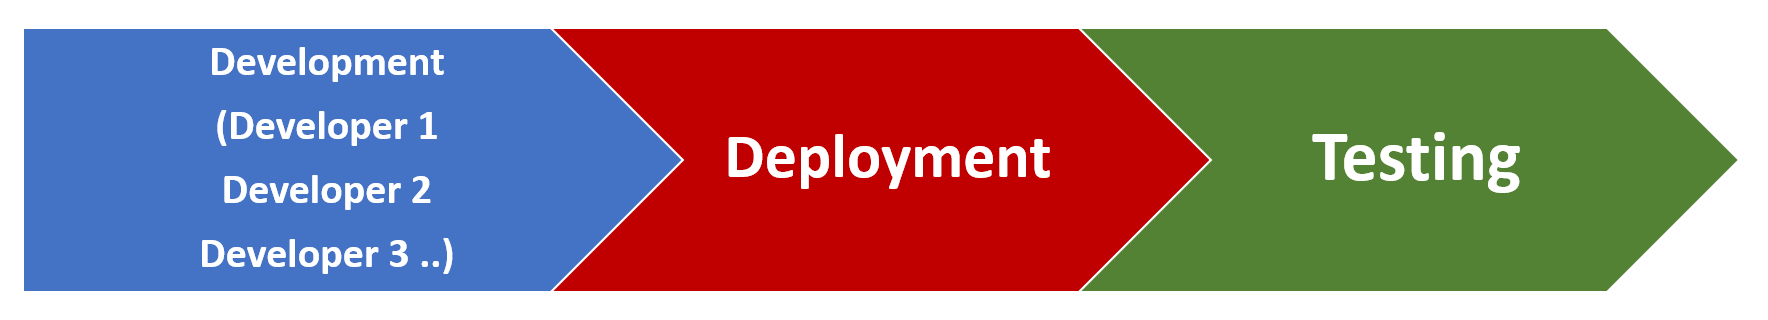 Development
(Developer 1
Developer 2
Developer 3 ..)
Deployment
Testing